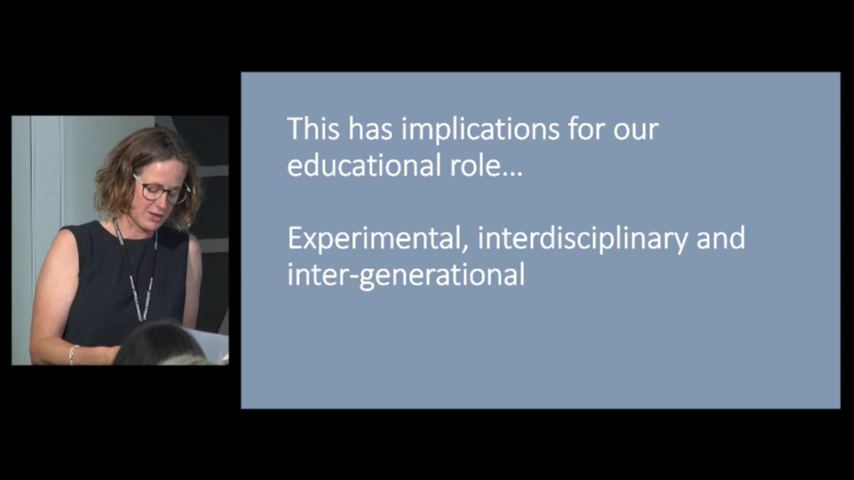 This has implications for our
educational role...
Experimental, interdisciplinary and
inter-generational